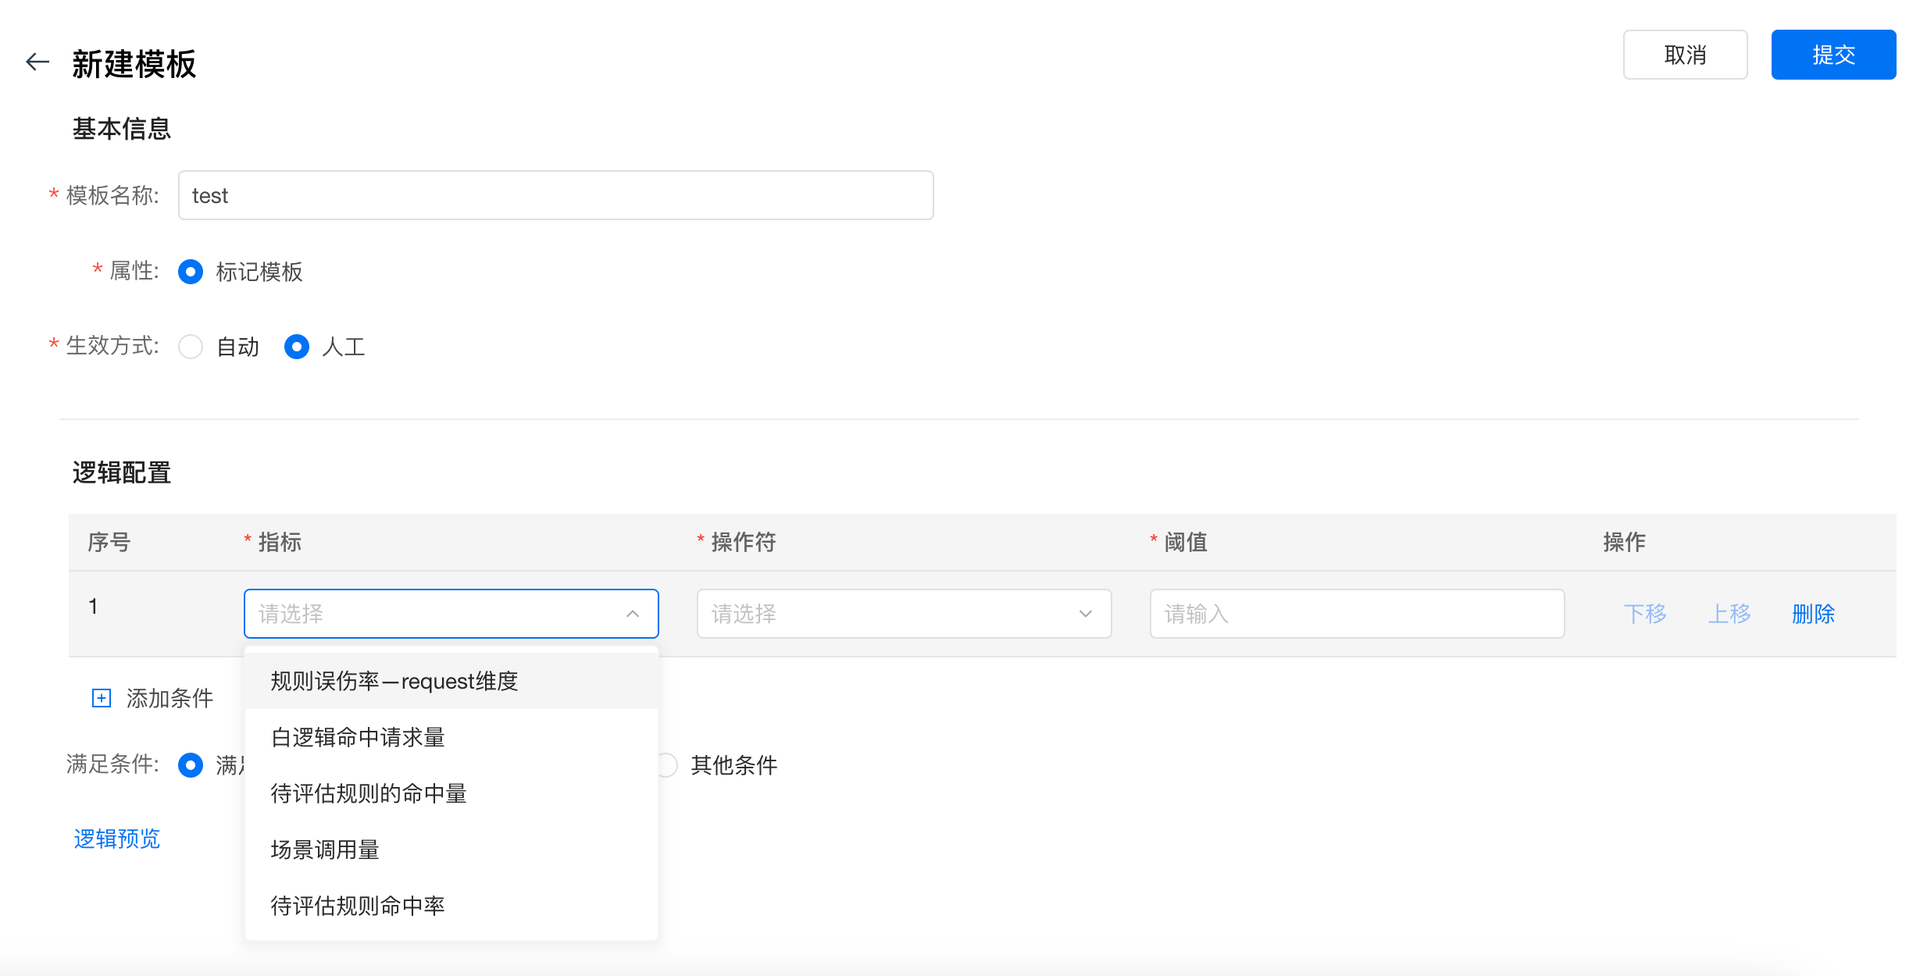 新建模板
取消
提交
基本信息
* 模板名称: test
* 属性: 标记模板
* 生效方式: 自动 人工
逻辑配置
序号 * 指标 * 操作符 * 阈值 操作
1 请选择 请选择 请输入 下移 上移 删除
规则误伤率—request维度
白逻辑命中请求量
待评估规则的命中量
场景调用量
待评估规则命中率
添加条件
满足条件: 满 其他条件
逻辑预览